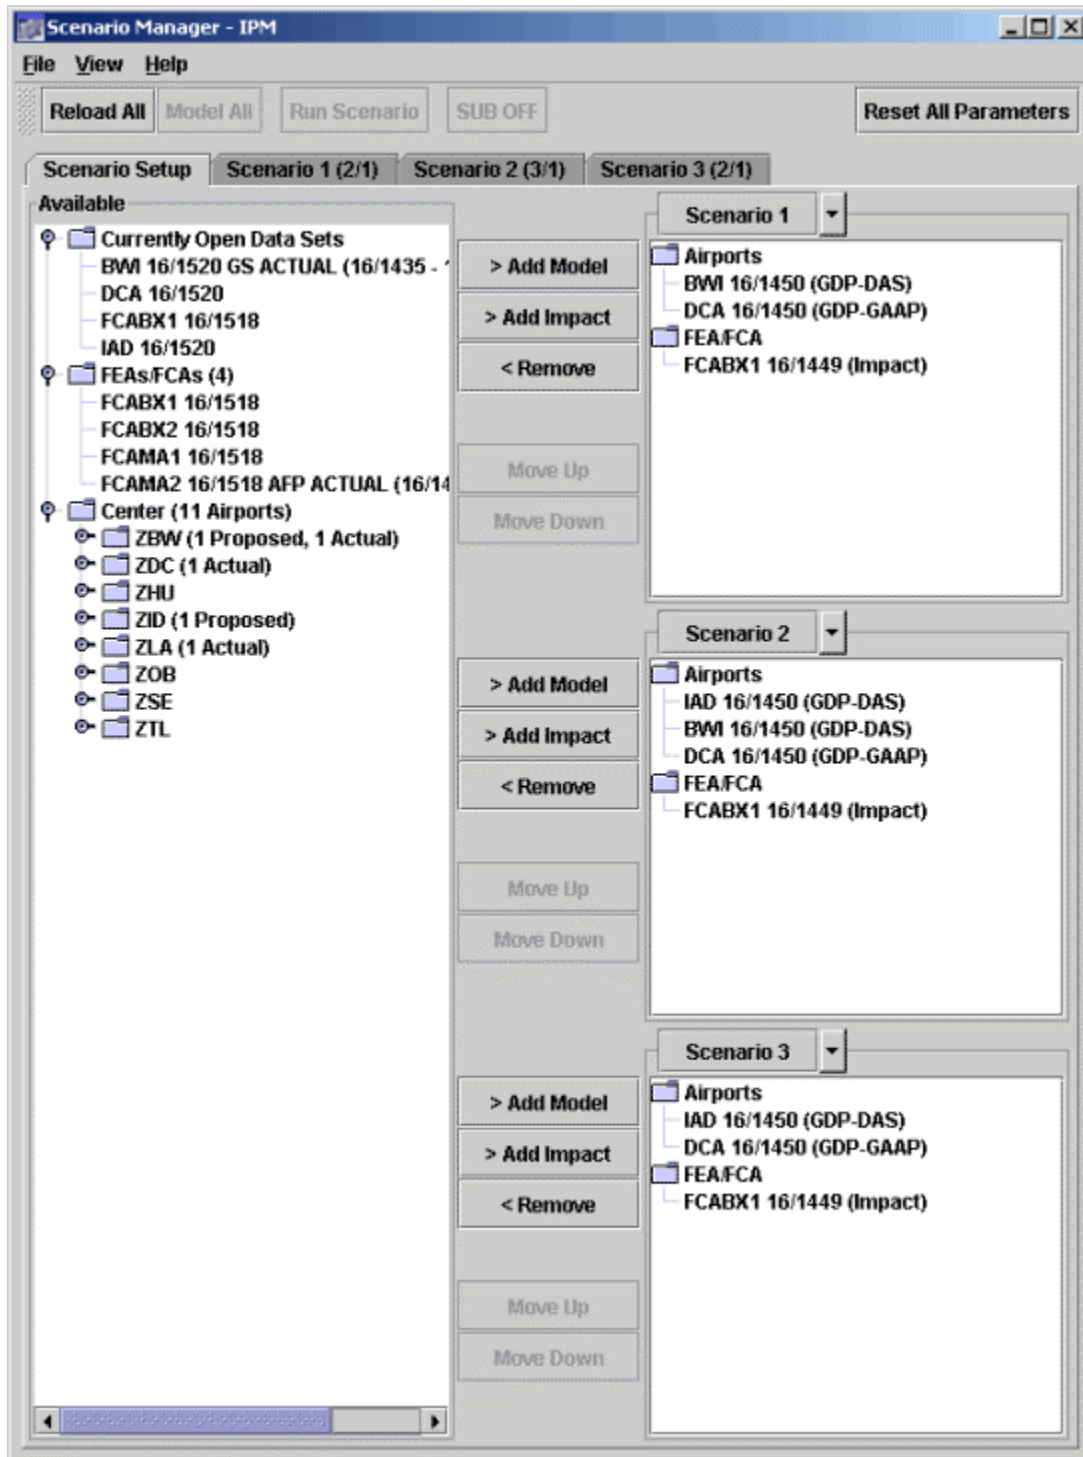 Scenario Manager - IPM
File View Help
Reload All Model All Run Scenario SUB OFF Reset All Parameters
Scenario Setup Scenario 1 (2/1) Scenario 2 (3/1) Scenario 3 (2/1)
Available
Currently Open Data Sets
BWI 16/1520 GS ACTUAL (16/1435 -
DCA 16/1520
FCABX1 16/1518
IAD 16/1520
FEAs/FCAs (4)
FCABX1 16/1518
FCABX2 16/1518
FCAMA1 16/1518
FCAMA2 16/1518 AFP ACTUAL (16/14
Center (11 Airports)
ZBW (1 Proposed, 1 Actual)
ZDC (1 Actual)
ZHU
ZID (1 Proposed)
ZLA (1 Actual)
ZOB
ZSE
ZTL
> Add Model
> Add Impact
< Remove
Move Up
Move Down
Scenario 1
Airports
BWI 16/1450 (GDP-DAS)
DCA 16/1450 (GDP-GAAP)
FEA/FCA
FCABX1 16/1449 (Impact)
> Add Model
> Add Impact
< Remove
Move Up
Move Down
Scenario 2
Airports
IAD 16/1450 (GDP-DAS)
BWI 16/1450 (GDP-DAS)
DCA 16/1450 (GDP-GAAP)
FEA/FCA
FCABX1 16/1449 (Impact)
> Add Model
> Add Impact
< Remove
Move Up
Move Down
Scenario 3
Airports
IAD 16/1450 (GDP-DAS)
DCA 16/1450 (GDP-GAAP)
FEA/FCA
FCABX1 16/1449 (Impact)